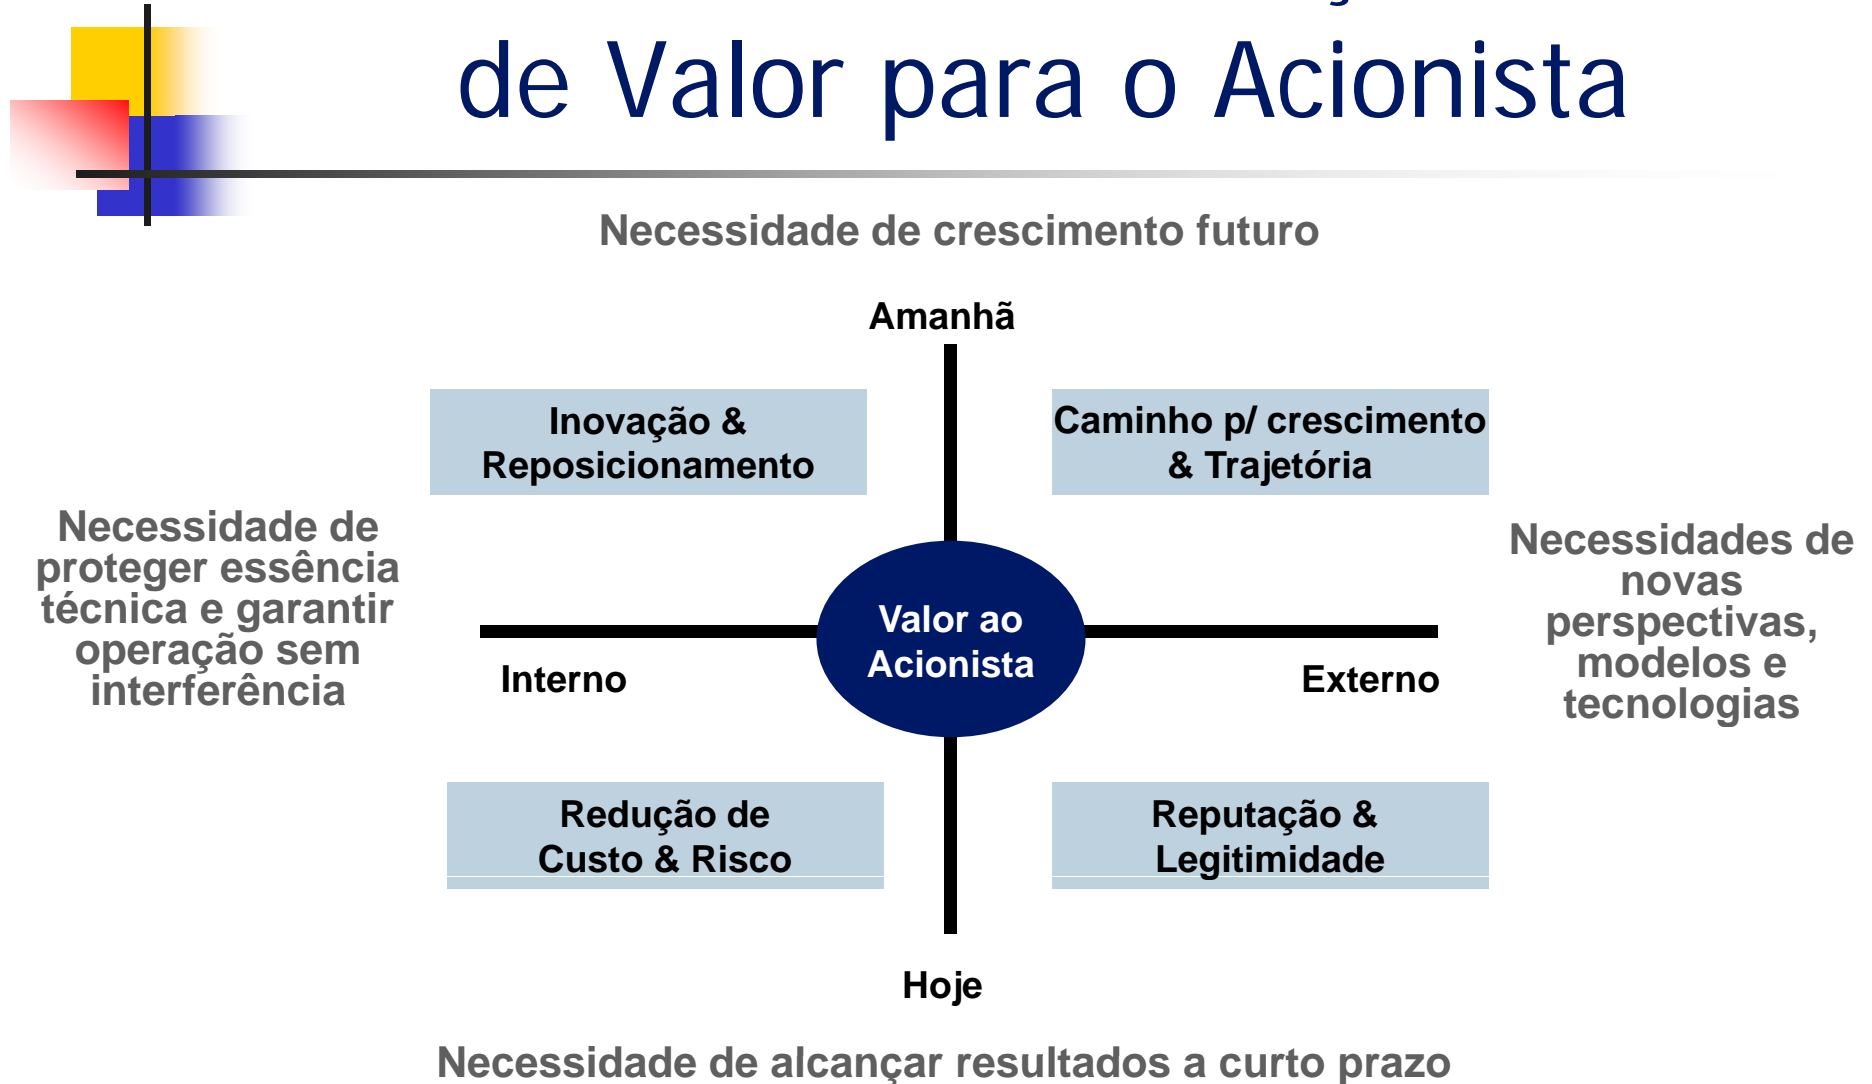 de Valor para o Acionista
Necessidade de crescimento futuro
Amanhã
Inovação &
Reposicionamento
Caminho p/ crescimento
& Trajetória
Necessidade de
proteger essência
técnica e garantir
operação sem
interferência
Valor ao
Acionista
Necessidades de
novas
perspectivas,
modelos e
tecnologias
Interno
Externo
Redução de
Custo & Risco
Reputação &
Legitimidade
Hoje
Necessidade de alcançar resultados a curto prazo